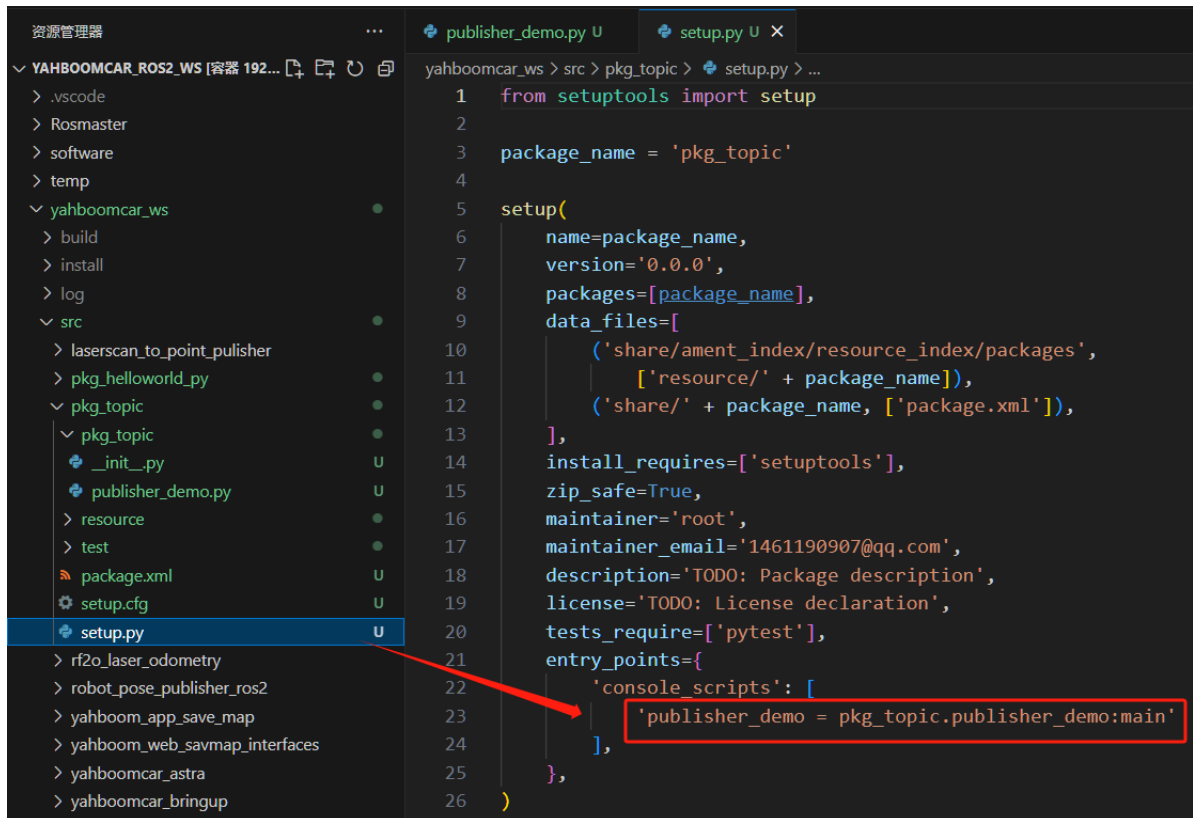 资源管理器
···
YAHBOOMCAR_ROS2_WS [容器 192...
.vscode
Rosmaster
software
temp
yahboomcar_ws
build
install
log
src
laserscan_to_point_pulisher
pkg_helloworld_py
pkg_topic
pkg_topic
__init__.py U
publisher_demo.py U
resource
test
package.xml U
setup.cfg U
setup.py U
rf2o_laser_odometry
robot_pose_publisher_ros2
yahboom_app_save_map
yahboom_web_savmap_interfaces
yahboomcar_astra
yahboomcar_bringup
publisher_demo.py U
setup.py U ×
yahboomcar_ws > src > pkg_topic > setup.py > ...
1 from setuptools import setup
2
3 package_name = 'pkg_topic'
4
5 setup(
6 name=package_name,
7 version='0.0.0',
8 packages=[package_name],
9 data_files=[
10 ('share/ament_index/resource_index/packages',
11 ['resource/' + package_name]),
12 ('share/' + package_name, ['package.xml']),
13 ],
14 install_requires=['setuptools'],
15 zip_safe=True,
16 maintainer='root',
17 maintainer_email='1461190907@qq.com',
18 description='TODO: Package description',
19 license='TODO: License declaration',
20 tests_require=['pytest'],
21 entry_points={
22 'console_scripts': [
23 'publisher_demo = pkg_topic.publisher_demo:main'
24 ],
25 },
26 )